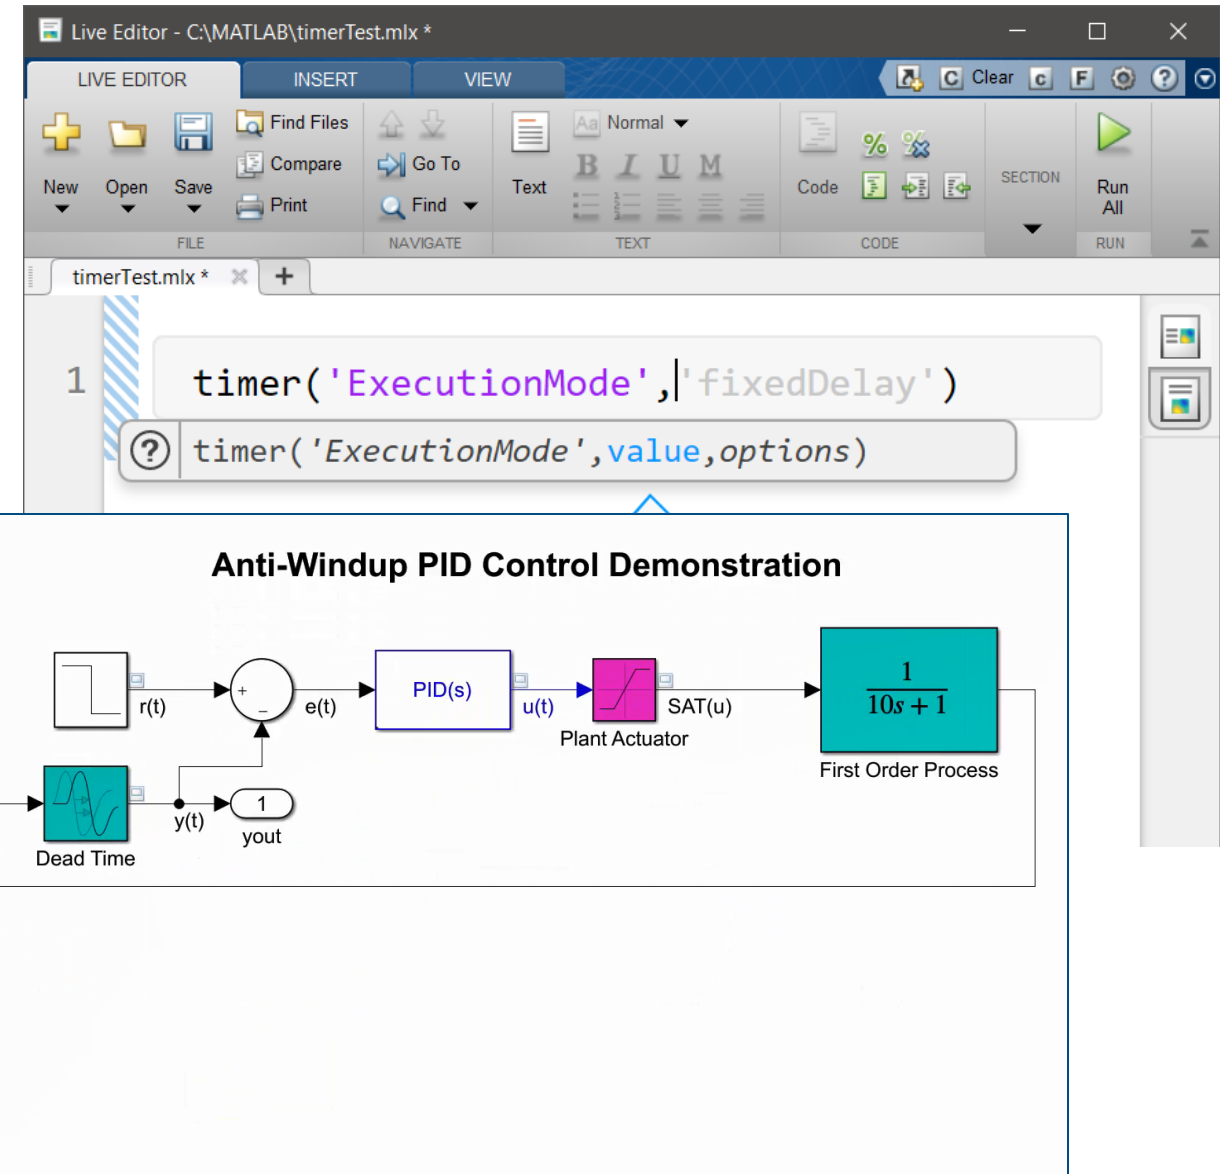 Live Editor - C:\MATLAB\timerTest.mlx *
LIVE EDITOR INSERT VIEW
C Clear c F ?
New Open Save
Find Files
Compare
Print
FILE
Go To
Find
NAVIGATE
Text
Aa Normal
B I U M
TEXT
Code
% %
CODE
SECTION
Run
All
RUN
timerTest.mlx * +
1 timer('ExecutionMode','fixedDelay')
? timer('ExecutionMode',value,options)
Anti-Windup PID Control Demonstration
r(t)
+
−
e(t)
PID(s)
u(t)
Plant Actuator
SAT(u)
1
10s + 1
First Order Process
Dead Time
y(t)
1
yout